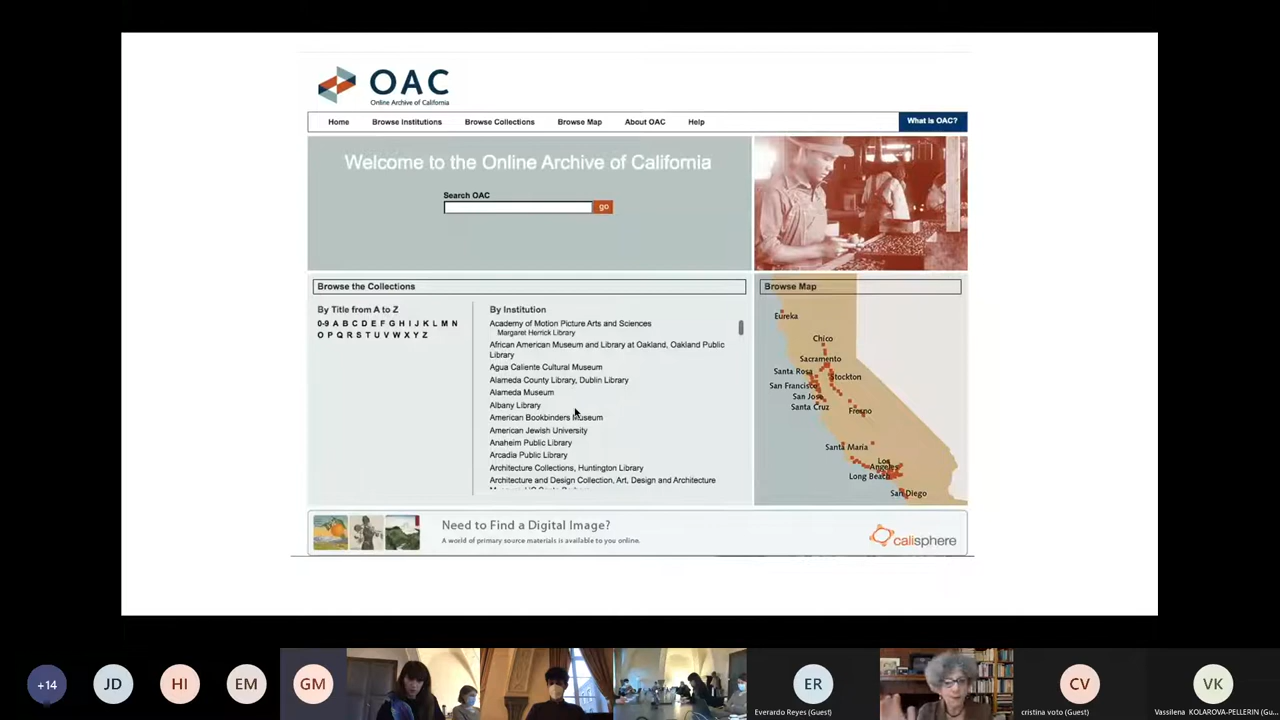 OAC
Online Archive of California
Home Browse Institutions Browse Collections Browse Map About OAC Help What is OAC?
Welcome to the Online Archive of California
Search OAC
go
Browse the Collections
By Title from A to Z
0-9 A B C D E F G H I J K L M N
O P Q R S T U V W X Y Z
By Institution
Academy of Motion Picture Arts and Sciences
Margaret Herrick Library
African American Museum and Library at Oakland, Oakland Public
Library
Agua Caliente Cultural Museum
Alameda County Library, Dublin Library
Alameda Museum
Albany Library
American Bookbinders Museum
American Jewish University
Anaheim Public Library
Arcadia Public Library
Architecture Collections, Huntington Library
Architecture and Design Collection, Art, Design and Architecture
Browse Map
Eureka
Chico
Sacramento
Santa Rosa
Stockton
San Francisco
San Jose
Santa Cruz
Fresno
Santa Maria
Los
Angeles
Long Beach
San Diego
Need to Find a Digital Image?
A world of primary source materials is available to you online.
calisphere
+14
JD
HI
EM
GM
ER
Everardo Reyes (Guest)
CV
cristina voto (Guest)
VK
Vassilena KOLAROVA-PELLERIN (Gu...